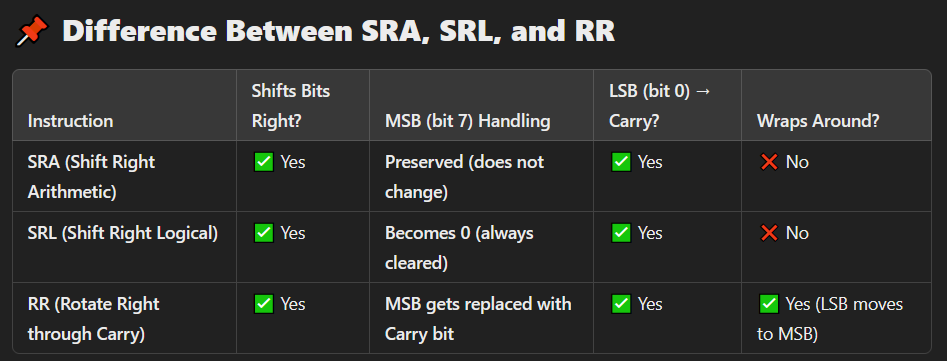 📌 Difference Between SRA, SRL, and RR
Shifts Bits
LSB (bit 0) →
Instruction
Right?
MSB (bit 7) Handling
Carry?
Wraps Around?
SRA (Shift Right
Arithmetic)
✅ Yes
Preserved (does not
change)
✅ Yes
❌ No
SRL (Shift Right Logical)
✅ Yes
Becomes 0 (always
cleared)
✅ Yes
❌ No
RR (Rotate Right
through Carry)
✅ Yes
MSB gets replaced with
Carry bit
✅ Yes
✅ Yes (LSB moves
to MSB)